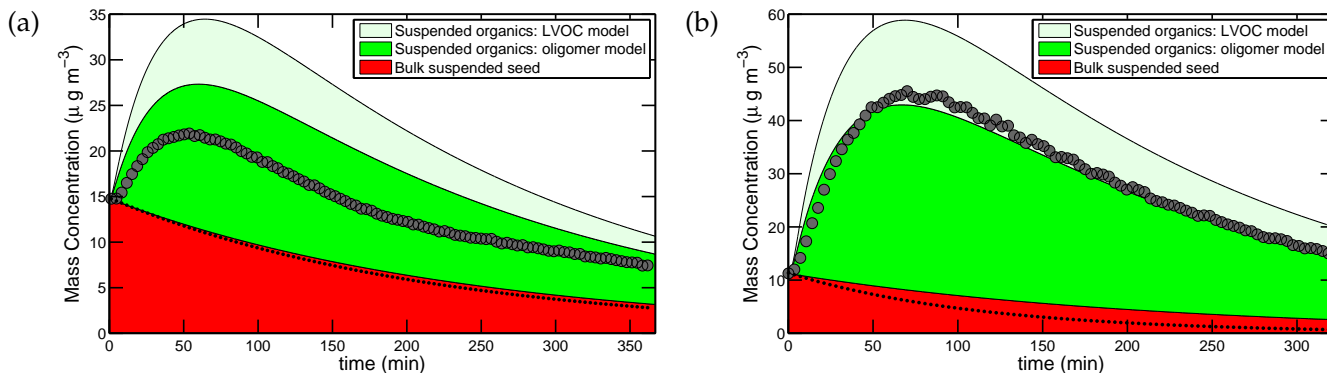 (a)
Mass Concentration (μ g m⁻³)
35
30
25
20
15
10
5
0
0 50 100 150 200 250 300 350
time (min)
Suspended organics: LVOC model
Suspended organics: oligomer model
Bulk suspended seed
(b)
Mass Concentration (μ g m⁻³)
60
50
40
30
20
10
0
0 50 100 150 200 250 300
time (min)
Suspended organics: LVOC model
Suspended organics: oligomer model
Bulk suspended seed